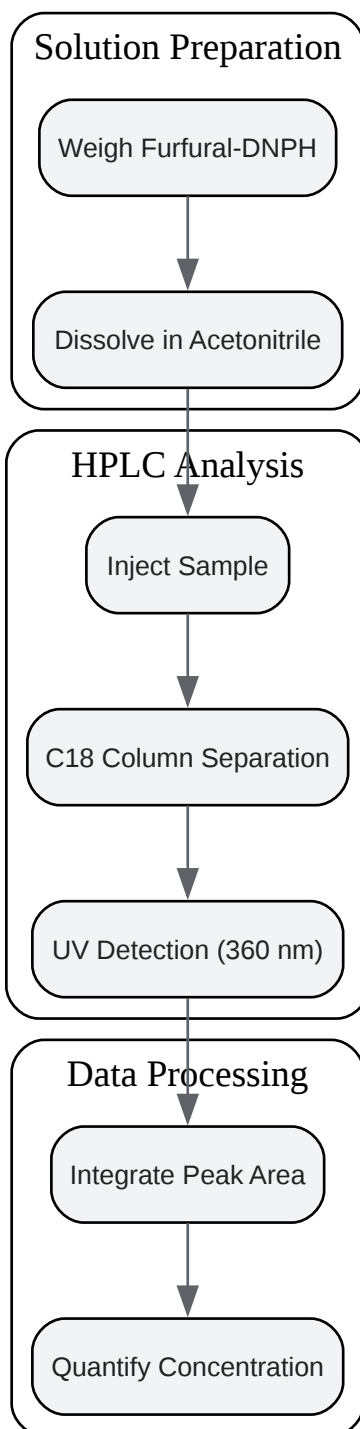 Solution Preparation
Weigh Furfural-DNPH
Dissolve in Acetonitrile
HPLC Analysis
Inject Sample
C18 Column Separation
UV Detection (360 nm)
Data Processing
Integrate Peak Area
Quantify Concentration